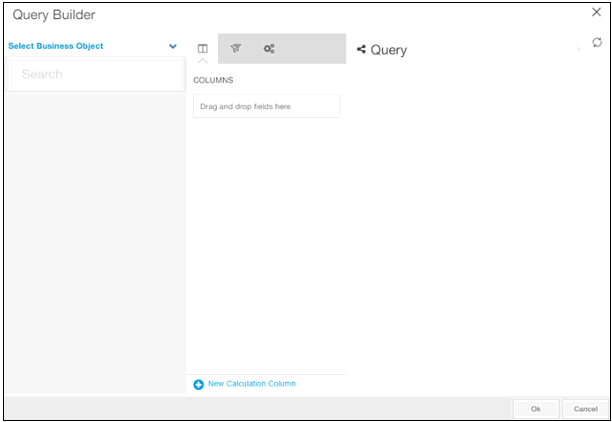 Query Builder
Select Business Object
Search
COLUMNS
Drag and drop fields here
New Calculation Column
Query
Ok
Cancel